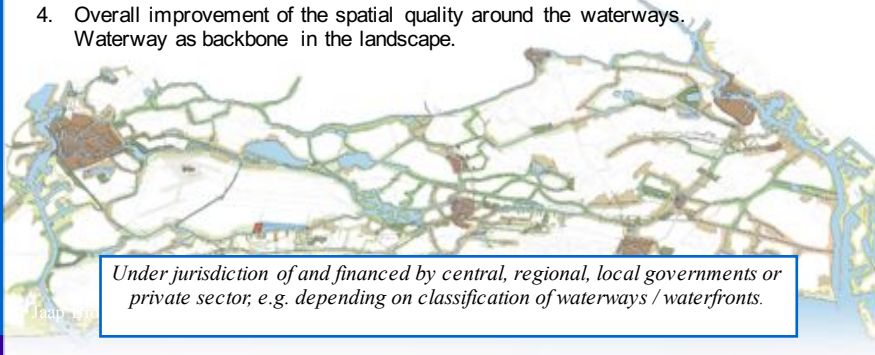 4. Overall improvement of the spatial quality around the waterways.
Waterway as backbone in the landscape.
Under jurisdiction of and financed by central, regional, local governments or
private sector, e.g. depending on classification of waterways / waterfronts.
Jaap